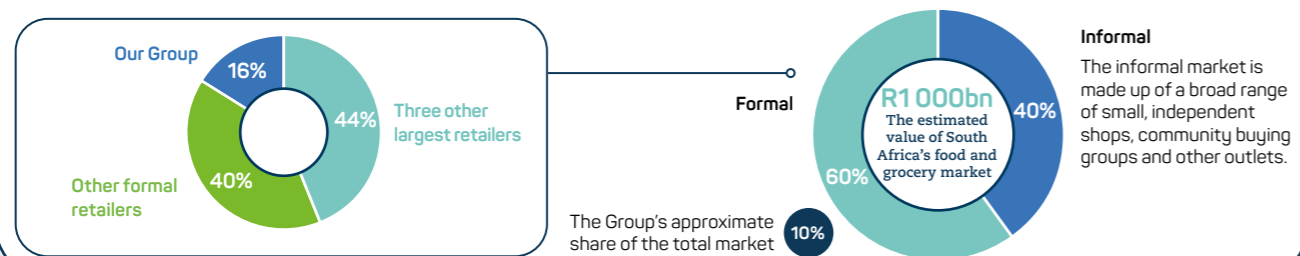 Our Group
16%
44%
Three other
largest retailers
40%
Other formal
retailers
Formal
R1 000bn
The estimated
value of South
Africa's food and
grocery market
40%
60%
The Group's approximate
share of the total market
10%
Informal
The informal market is
made up of a broad range
of small, independent
shops, community buying
groups and other outlets.